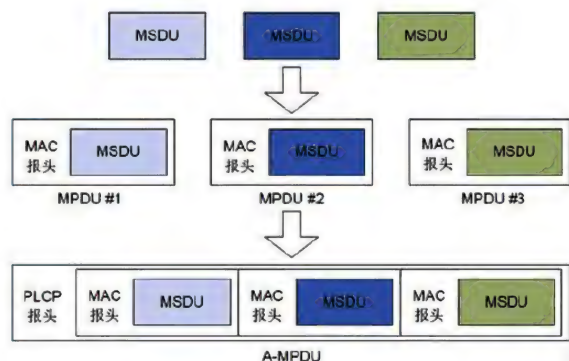 MSDU MSDU MSDU
MAC 报头 MSDU MAC 报头 MSDU MAC 报头 MSDU
MPDU #1 MPDU #2 MPDU #3
PLCP 报头 MAC 报头 MSDU MAC 报头 MSDU MAC 报头 MSDU
A-MPDU